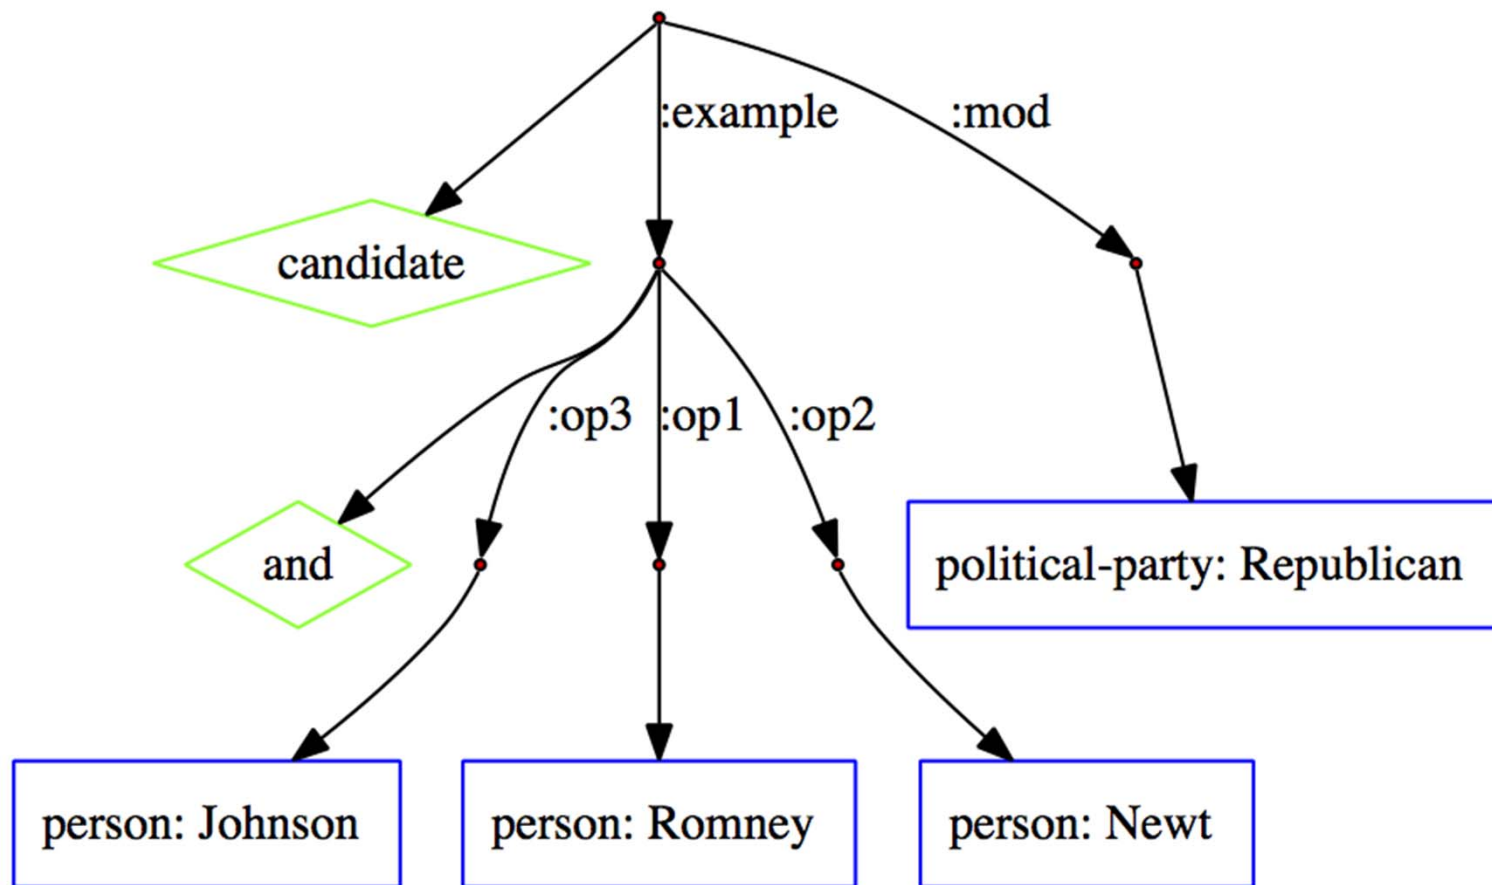 :example
:mod
candidate
:op3
:op1
:op2
and
political-party: Republican
person: Johnson
person: Romney
person: Newt